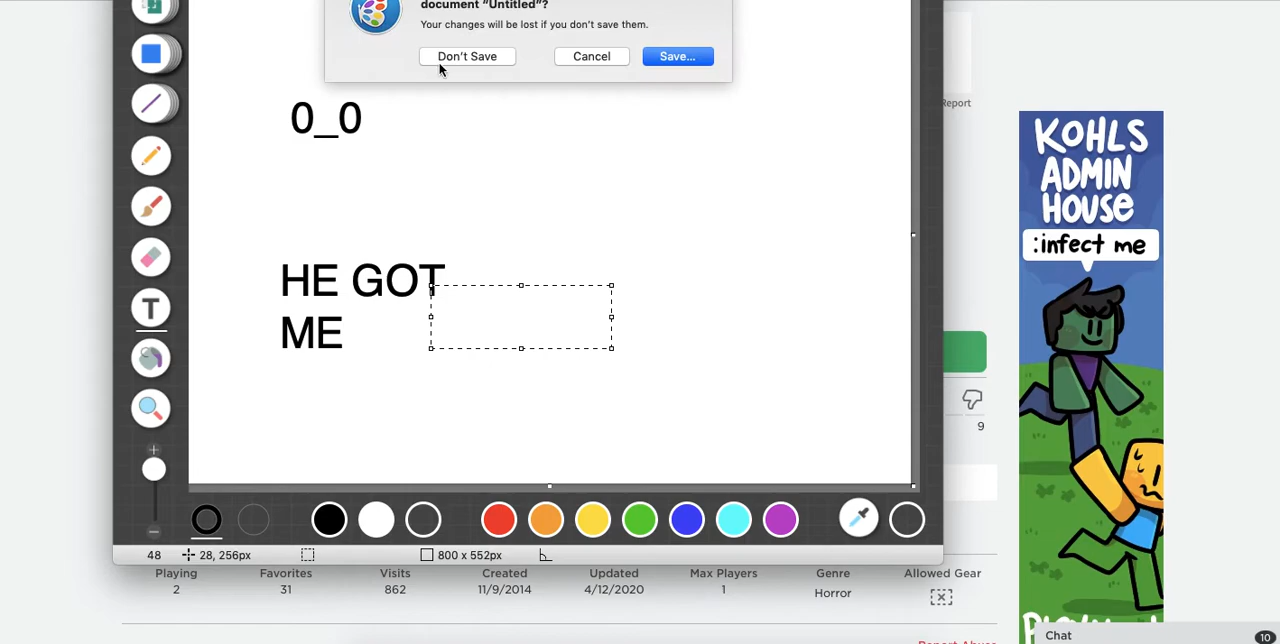 document “Untitled”?
Your changes will be lost if you don’t save them.
Don’t Save
Cancel
Save...
Report
0_0
HE GOT
ME
T
9
KOHLS
ADMIN
HOUSE
:infect me
48
28, 256px
800 x 552px
Playing
Favorites
Visits
Created
Updated
Max Players
Genre
Allowed Gear
2
31
862
11/9/2014
4/12/2020
1
Horror
Chat
10